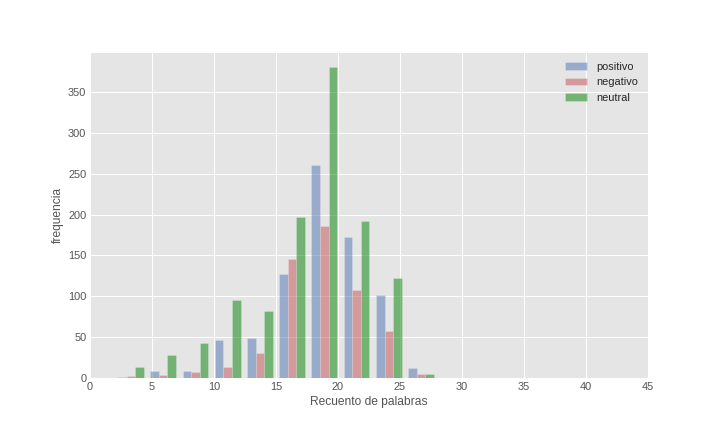 positivo
negativo
neutral
350
300
250
200
150
100
50
0
0 5 10 15 20 25 30 35 40 45
frequencia
Recuento de palabras